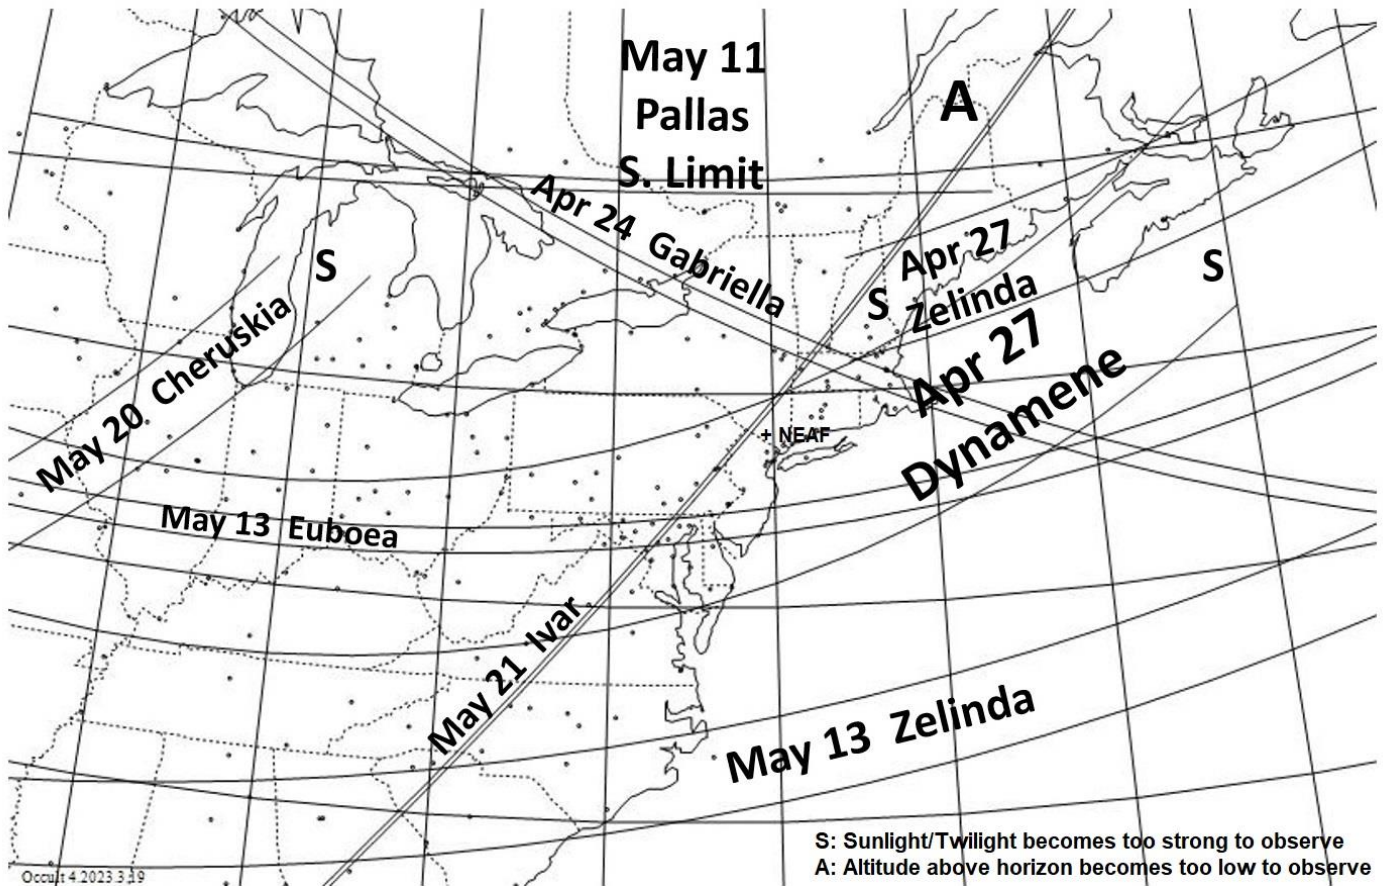 May 11
Pallas
S. Limit
A
Apr 24 Gabriella
Apr 27
Zelinda
S
S
S
May 20 Cheruskia
Apr 27
Dynamene
+ NEAF
May 13 Euboea
May 21 Ivar
May 13 Zelinda
S: Sunlight/Twilight becomes too strong to observe
A: Altitude above horizon becomes too low to observe
Occult 4.2023.3.19